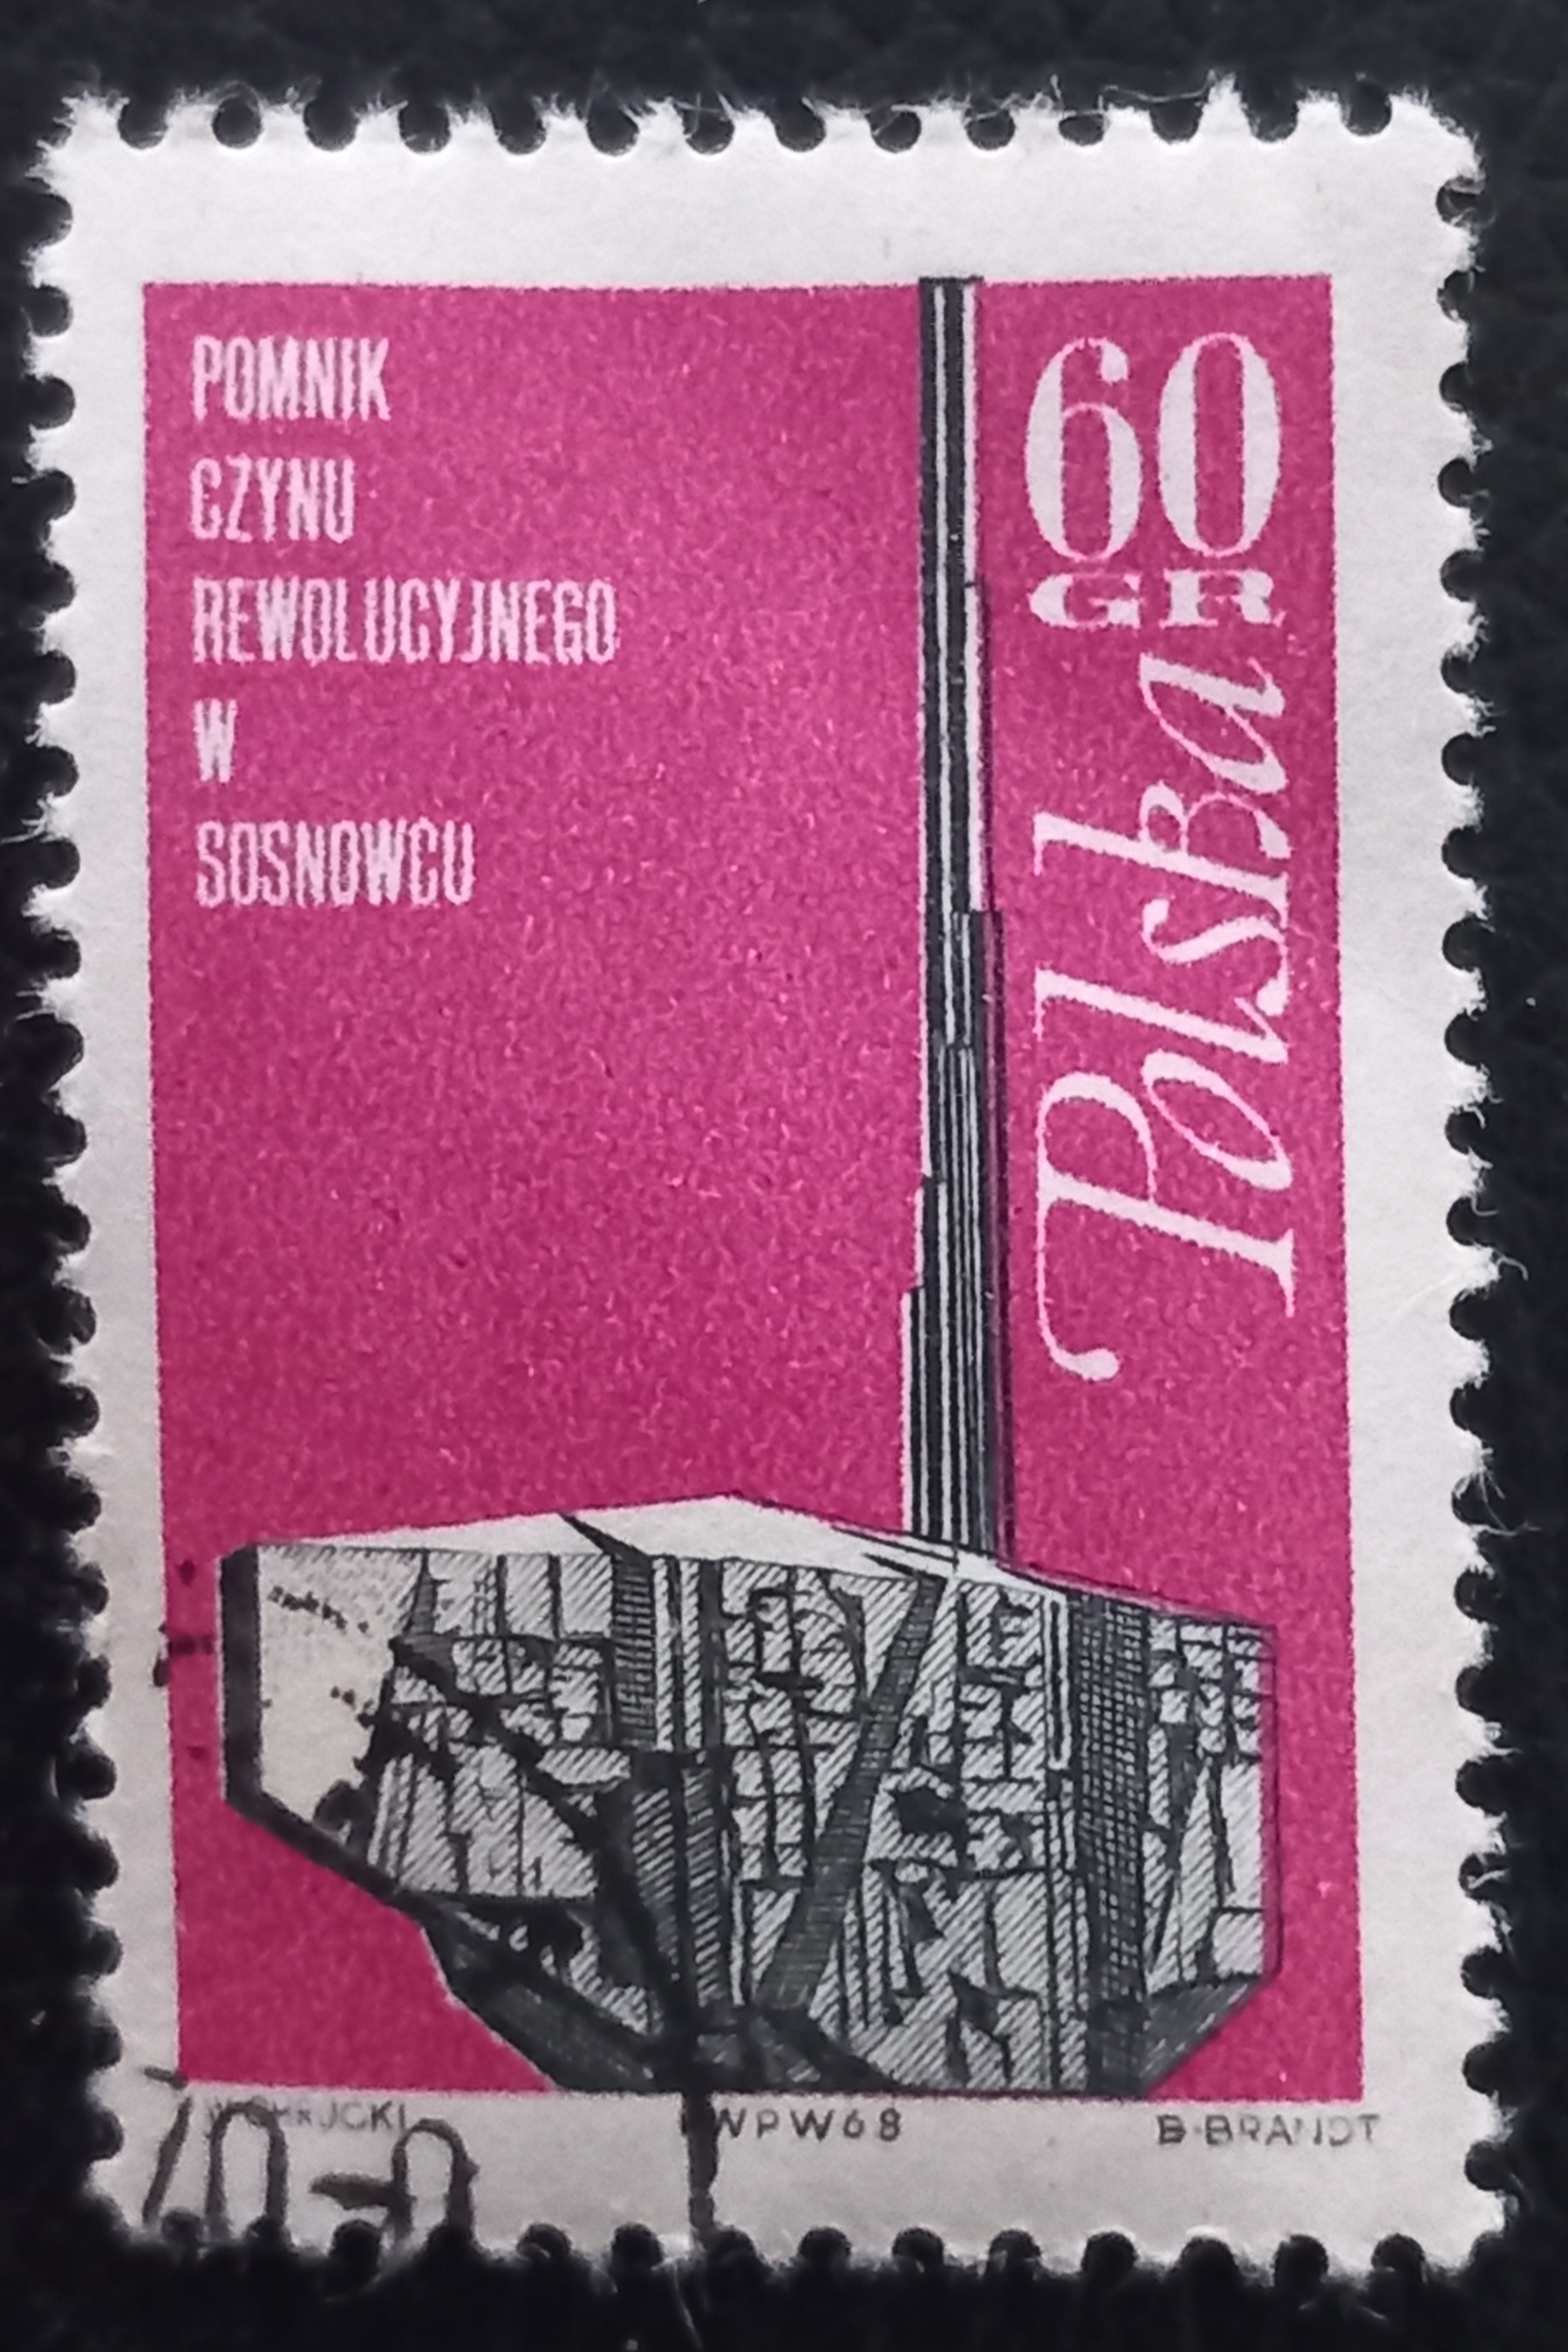 POMNIK
CZYNU
REWOLUCYJNEGO
W
SOSNOWCU
60
GR
Polska
PWPW68
B·BRANDT